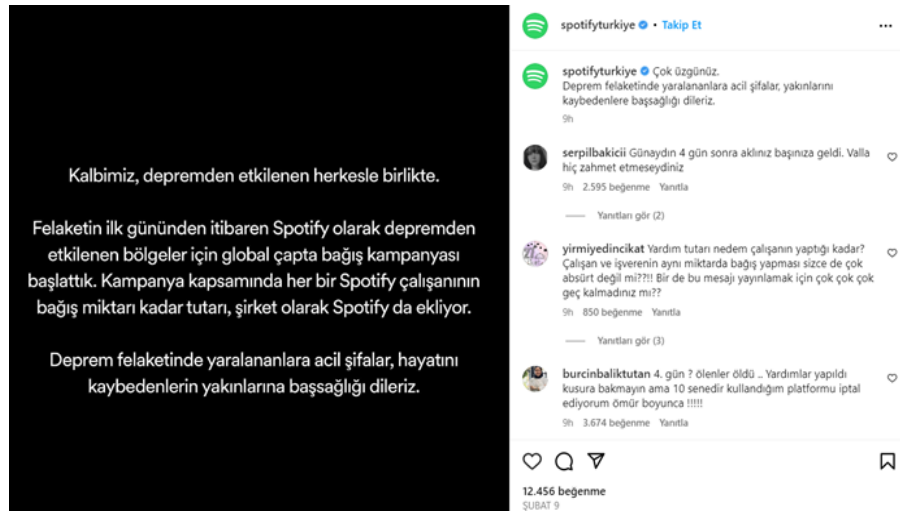 Kalbimiz, depremden etkilenen herkesle birlikte.
Felaketin ilk gününden itibaren Spotify olarak depremden
etkilenen bölgeler için global çapta bağış kampanyası
başlattık. Kampanya kapsamında her bir Spotify çalışanının
bağış miktarı kadar tutarı, şirket olarak Spotify da ekliyor.
Deprem felaketinde yaralananlara acil şifalar, hayatını
kaybedenlerin yakınlarına başsağlığı dileriz.
spotifyturkiye • Takip Et
spotifyturkiye Çok üzgünüz.
Deprem felaketinde yaralananlara acil şifalar, yakınlarını
kaybedenlere başsağlığı dileriz.
9h
serpilbakicii Günaydın 4 gün sonra aklınız başınıza geldi. Valla
hiç zahmet etmeseydiniz
9h 2.595 beğenme Yanıtla
Yanıtları gör (2)
yirmiyedincikat Yardım tutarı nedem çalışanın yaptığı kadar?
Çalışan ve işverenin aynı miktarda bağış yapması sizce de çok
absürt değil mi??!! Bir de bu mesajı yayınlamak için çok çok çok
geç kalmadınız mı??
9h 850 beğenme Yanıtla
Yanıtları gör (3)
burcinbaliktutan 4. gün ? ölenler öldü .. Yardımlar yapıldı
kusura bakmayın ama 10 senedir kullandığım platformu iptal
ediyorum ömür boyunca !!!!!
9h 3.674 beğenme Yanıtla
12.456 beğenme
ŞUBAT 9